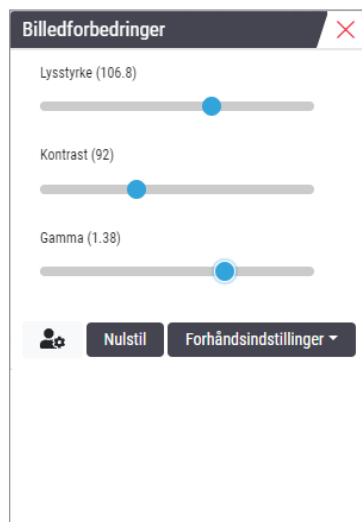 Billedforbedringer
Lysstyrke (106.8)
Kontrast (92)
Gamma (1.38)
Nulstil
Forhåndsindstillinger